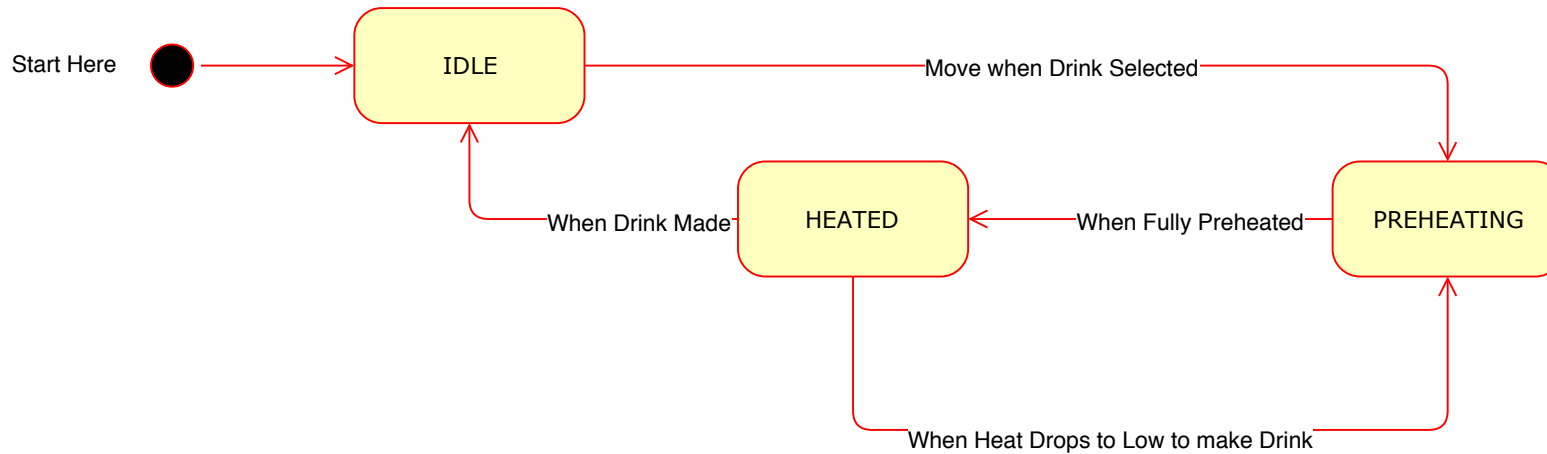 Start Here
IDLE
Move when Drink Selected
When Drink Made
HEATED
When Fully Preheated
PREHEATING
When Heat Drops to Low to make Drink